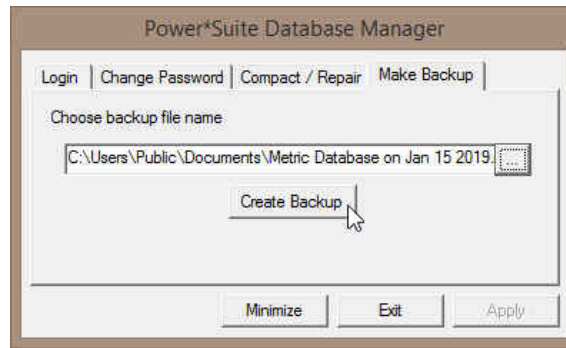 Power*Suite Database Manager
Login Change Password Compact / Repair Make Backup
Choose backup file name
C:\Users\Public\Documents\Metric Database on Jan 15 2019. ...
Create Backup
Minimize Exit Apply